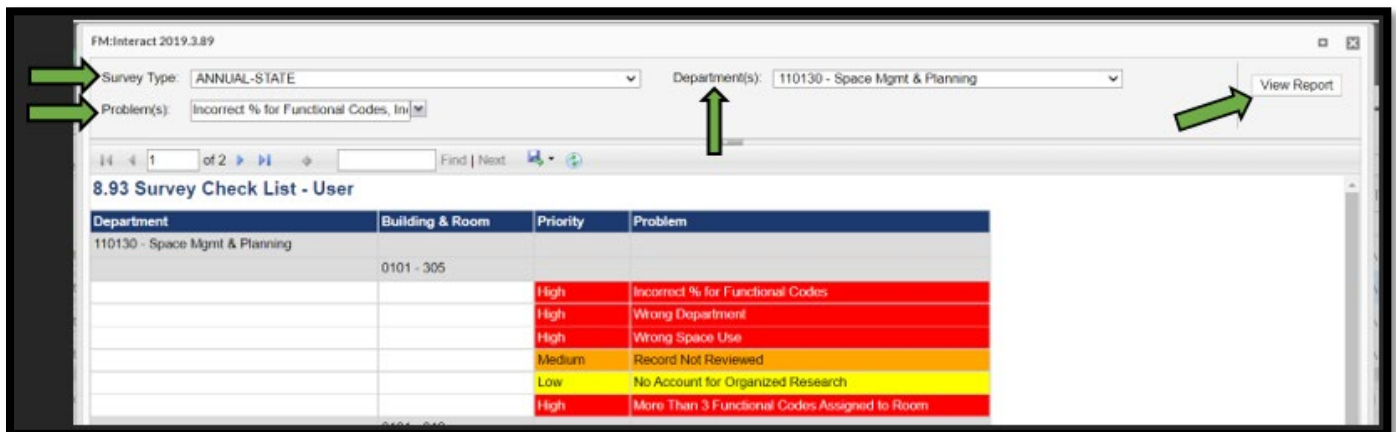 FM:Interact 2019.3.89
Survey Type: ANNUAL-STATE Department(s): 110130 - Space Mgmt & Planning View Report
Problem(s): Incorrect % for Functional Codes, In
1 of 2 Find | Next
8.93 Survey Check List - User
Department Building & Room Priority Problem
110130 - Space Mgmt & Planning
0101 - 305
High Incorrect % for Functional Codes
High Wrong Department
High Wrong Space Use
Medium Record Not Reviewed
Low No Account for Organized Research
High More Than 3 Functional Codes Assigned to Room